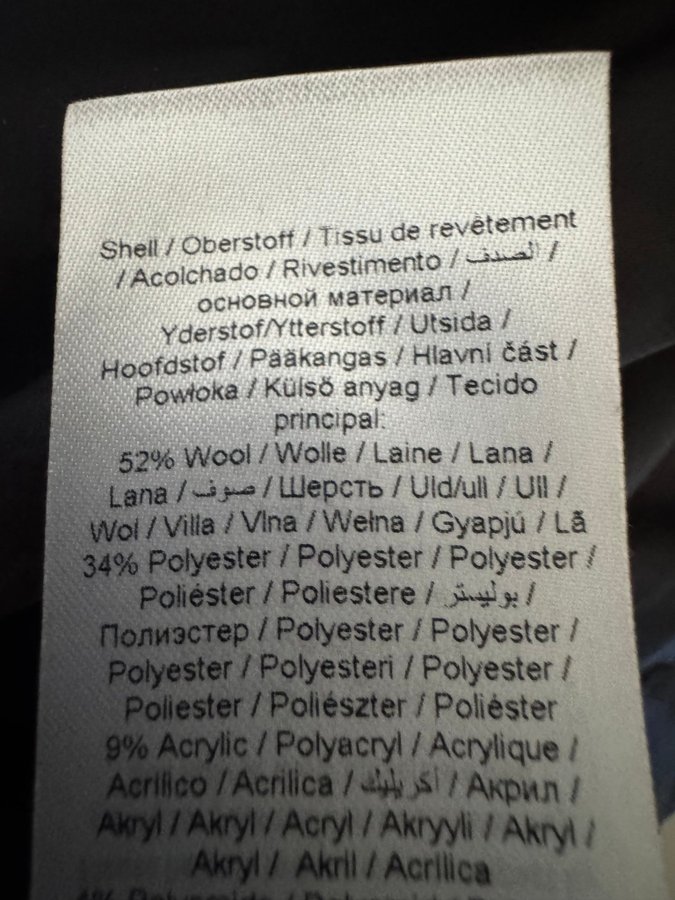 Shell / Oberstoff / Tissu de revêtement
/ Acolchado / Rivestimento / الصدف /
основной материал /
Yderstof/Ytterstoff / Utsida /
Hoofdstof / Pääkangas / Hlavní část /
Powłoka / Külső anyag / Tecido
principal:
52% Wool / Wolle / Laine / Lana /
Lana / صوف / Шерсть / Uld/ull / Ull /
Wol / Villa / Vlna / Wełna / Gyapjú / Lã
34% Polyester / Polyester / Polyester /
Poliéster / Poliestere / بوليستر /
Полиэстер / Polyester / Polyester /
Polyester / Polyesteri / Polyester /
Poliester / Poliészter / Poliéster
9% Acrylic / Polyacryl / Acrylique /
Acrílico / Acrilica / أكريليك / Акрил /
Akryl / Akryl / Acryl / Akryyli / Akryl /
Akryl / Akril / Acrílica